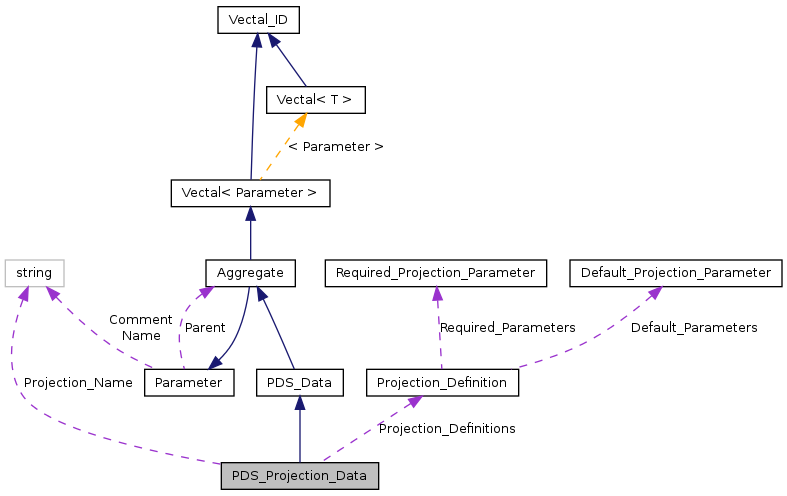 Vectal_ID
Vectal< T >
< Parameter >
Vectal< Parameter >
string
Aggregate
Required_Projection_Parameter
Default_Projection_Parameter
Comment
Name
Parent
Required_Parameters
Default_Parameters
Projection_Name
Parameter
PDS_Data
Projection_Definition
Projection_Definitions
PDS_Projection_Data